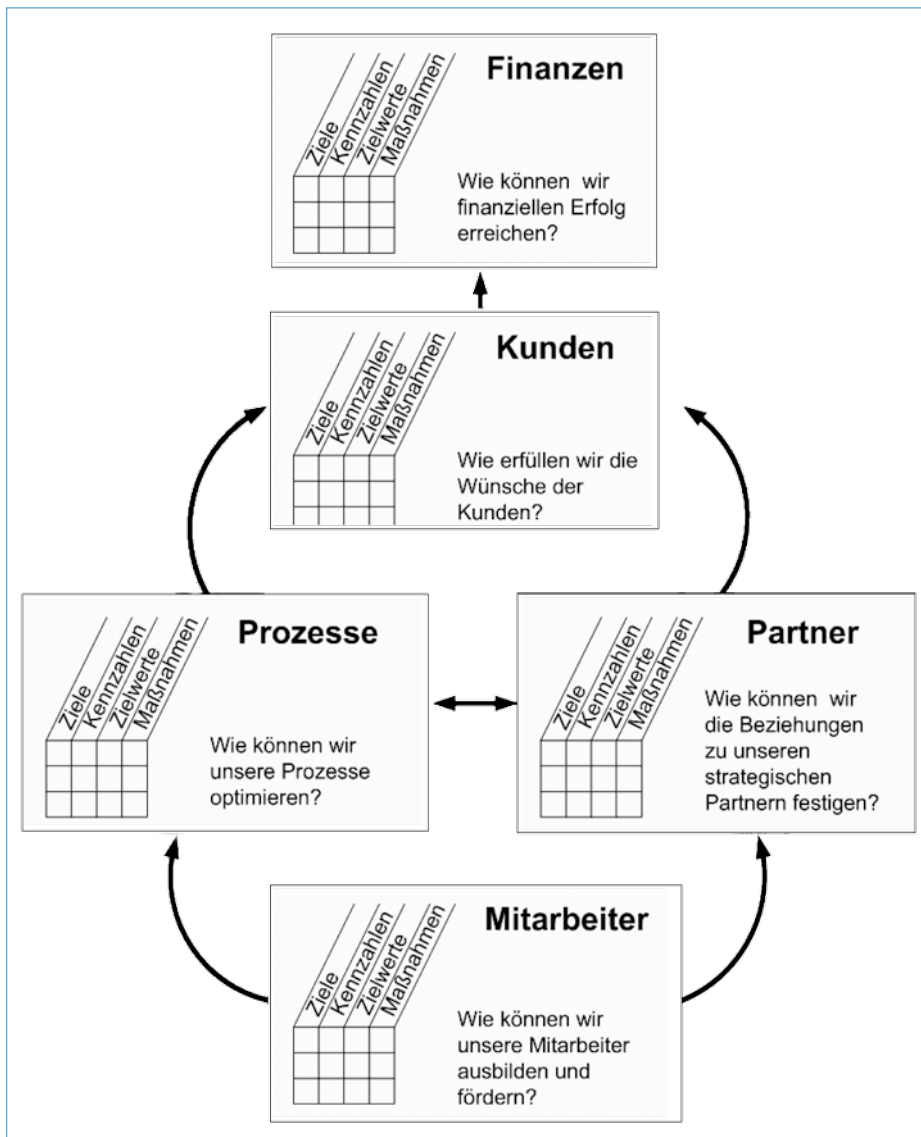 Finanzen
Ziele
Kennzahlen
Zielwerte
Maßnahmen
Wie können wir
finanziellen Erfolg
erreichen?
Kunden
Ziele
Kennzahlen
Zielwerte
Maßnahmen
Wie erfüllen wir die
Wünsche der
Kunden?
Prozesse
Ziele
Kennzahlen
Zielwerte
Maßnahmen
Wie können wir
unsere Prozesse
optimieren?
Partner
Ziele
Kennzahlen
Zielwerte
Maßnahmen
Wie können wir
die Beziehungen
zu unseren
strategischen
Partnern festigen?
Mitarbeiter
Ziele
Kennzahlen
Zielwerte
Maßnahmen
Wie können wir
unsere Mitarbeiter
ausbilden und
fördern?